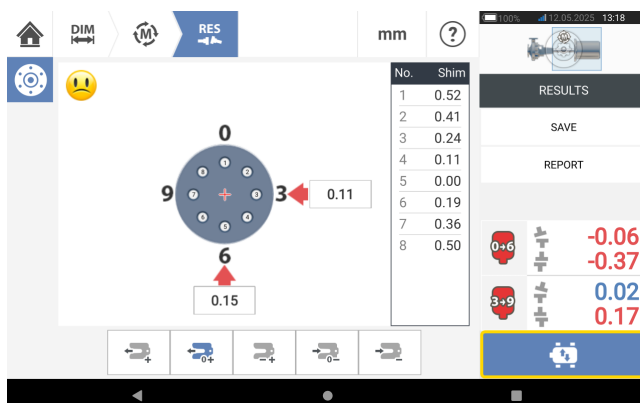 100% 12.05.2025 13:18
DIM
M
RES
mm
?
RESULTS
SAVE
REPORT
No. Shim
1 0.52
2 0.41
3 0.24
4 0.11
5 0.00
6 0.19
7 0.36
8 0.50
0
1
8 2
9 7 3 3 0.11
6 4
5
6
0.15
0→6 -0.06
-0.37
3→9 0.02
0.17
+
0+
-+
0-
-